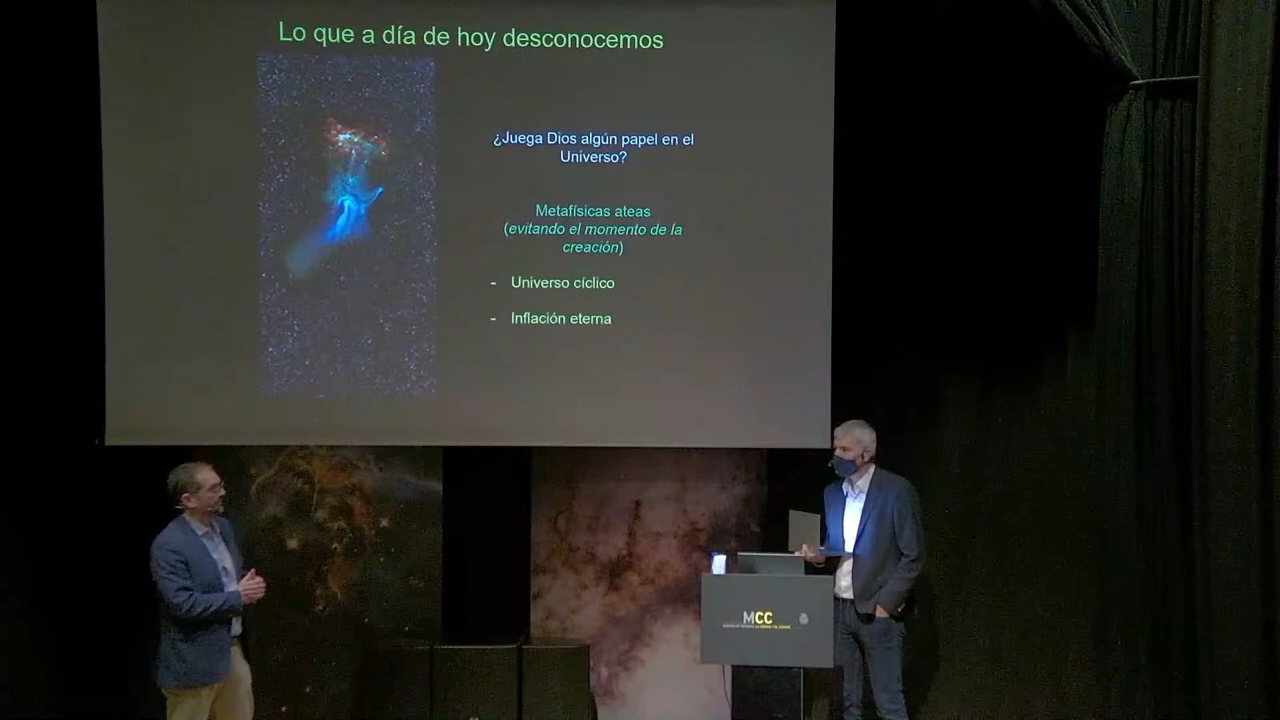 Lo que a día de hoy desconocemos
¿Juega Dios algún papel en el
Universo?
Metafísicas ateas
(evitando el momento de la
creación)
- Universo cíclico
- Inflación eterna
MCC